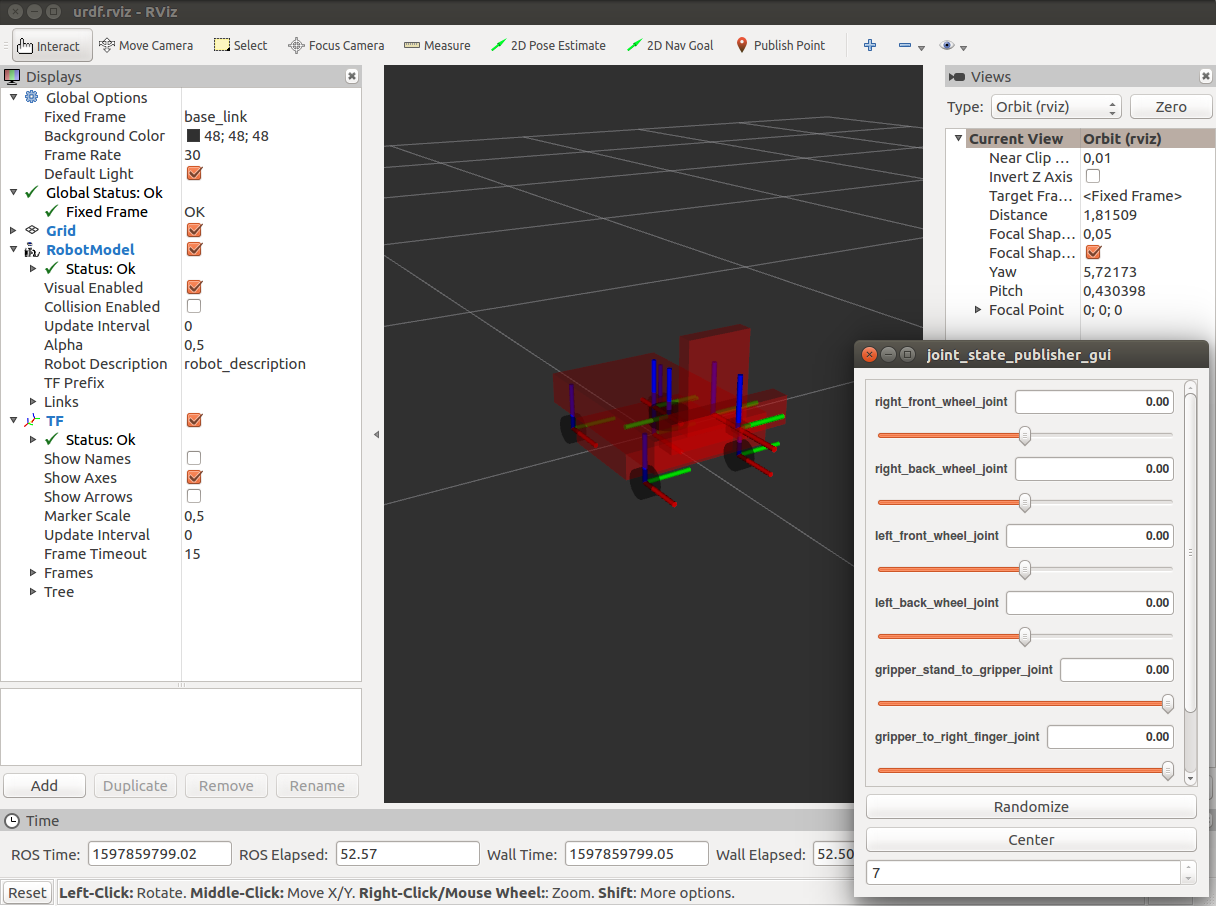 urdf.rviz - RViz
Interact Move Camera Select Focus Camera Measure 2D Pose Estimate 2D Nav Goal Publish Point
Displays
Global Options
Fixed Frame base_link
Background Color 48; 48; 48
Frame Rate 30
Default Light
Global Status: Ok
Fixed Frame OK
Grid
RobotModel
Status: Ok
Visual Enabled
Collision Enabled
Update Interval 0
Alpha 0,5
Robot Description robot_description
TF Prefix
Links
TF
Status: Ok
Show Names
Show Axes
Show Arrows
Marker Scale 0,5
Update Interval 0
Frame Timeout 15
Frames
Tree
Add Duplicate Remove Rename
Views
Type: Orbit (rviz) Zero
Current View Orbit (rviz)
Near Clip ... 0,01
Invert Z Axis
Target Fra... <Fixed Frame>
Distance 1,81509
Focal Shap... 0,05
Focal Shap...
Yaw 5,72173
Pitch 0,430398
Focal Point 0; 0; 0
joint_state_publisher_gui
right_front_wheel_joint 0.00
right_back_wheel_joint 0.00
left_front_wheel_joint 0.00
left_back_wheel_joint 0.00
gripper_stand_to_gripper_joint 0.00
gripper_to_right_finger_joint 0.00
Randomize
Center
7
Time
ROS Time: 1597859799.02 ROS Elapsed: 52.57 Wall Time: 1597859799.05 Wall Elapsed: 52.50
Reset Left-Click: Rotate. Middle-Click: Move X/Y. Right-Click/Mouse Wheel:: Zoom. Shift: More options.